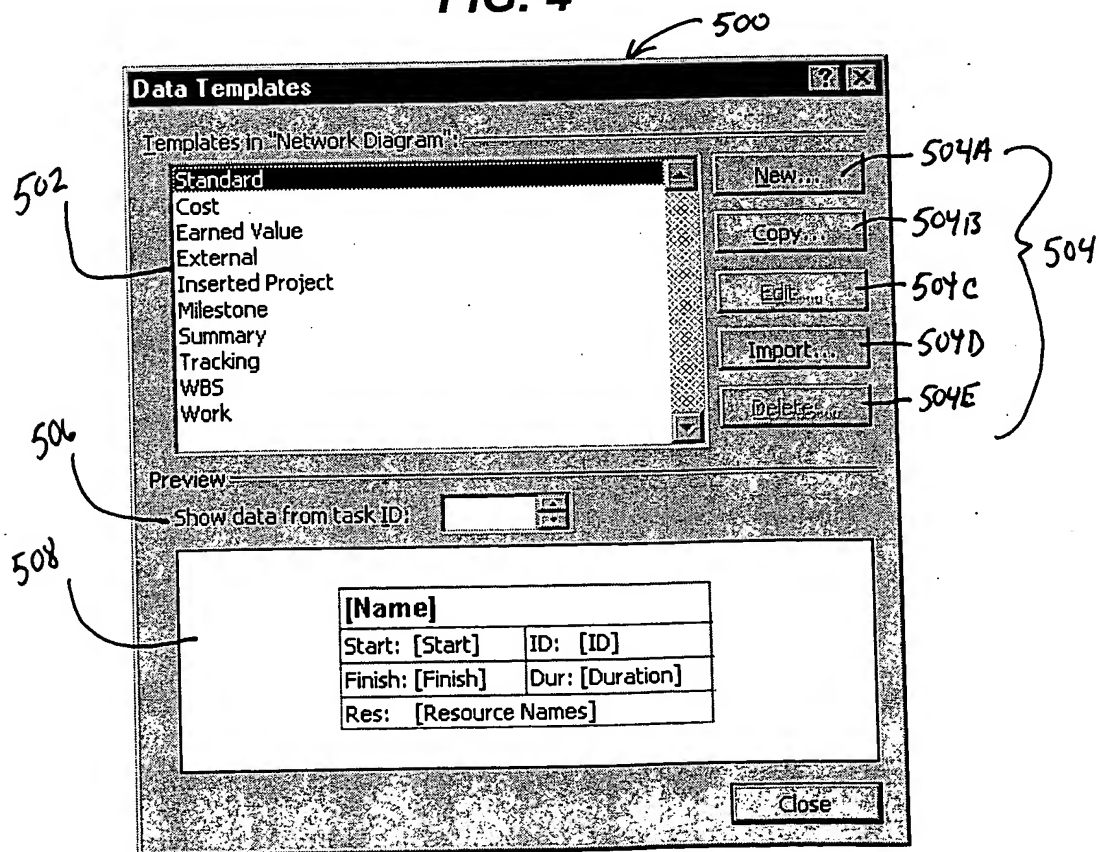 FIG. 4
500
Data Templates
Templates in "Network Diagram":
502
Standard
Cost
Earned Value
External
Inserted Project
Milestone
Summary
Tracking
WBS
Work
New...
504A
Copy...
504B
Edit...
504C
Import...
504D
Delete...
504E
504
Preview
506
Show data from task ID:
508
[Name]
Start: [Start]
ID: [ID]
Finish: [Finish]
Dur: [Duration]
Res: [Resource Names]
Close